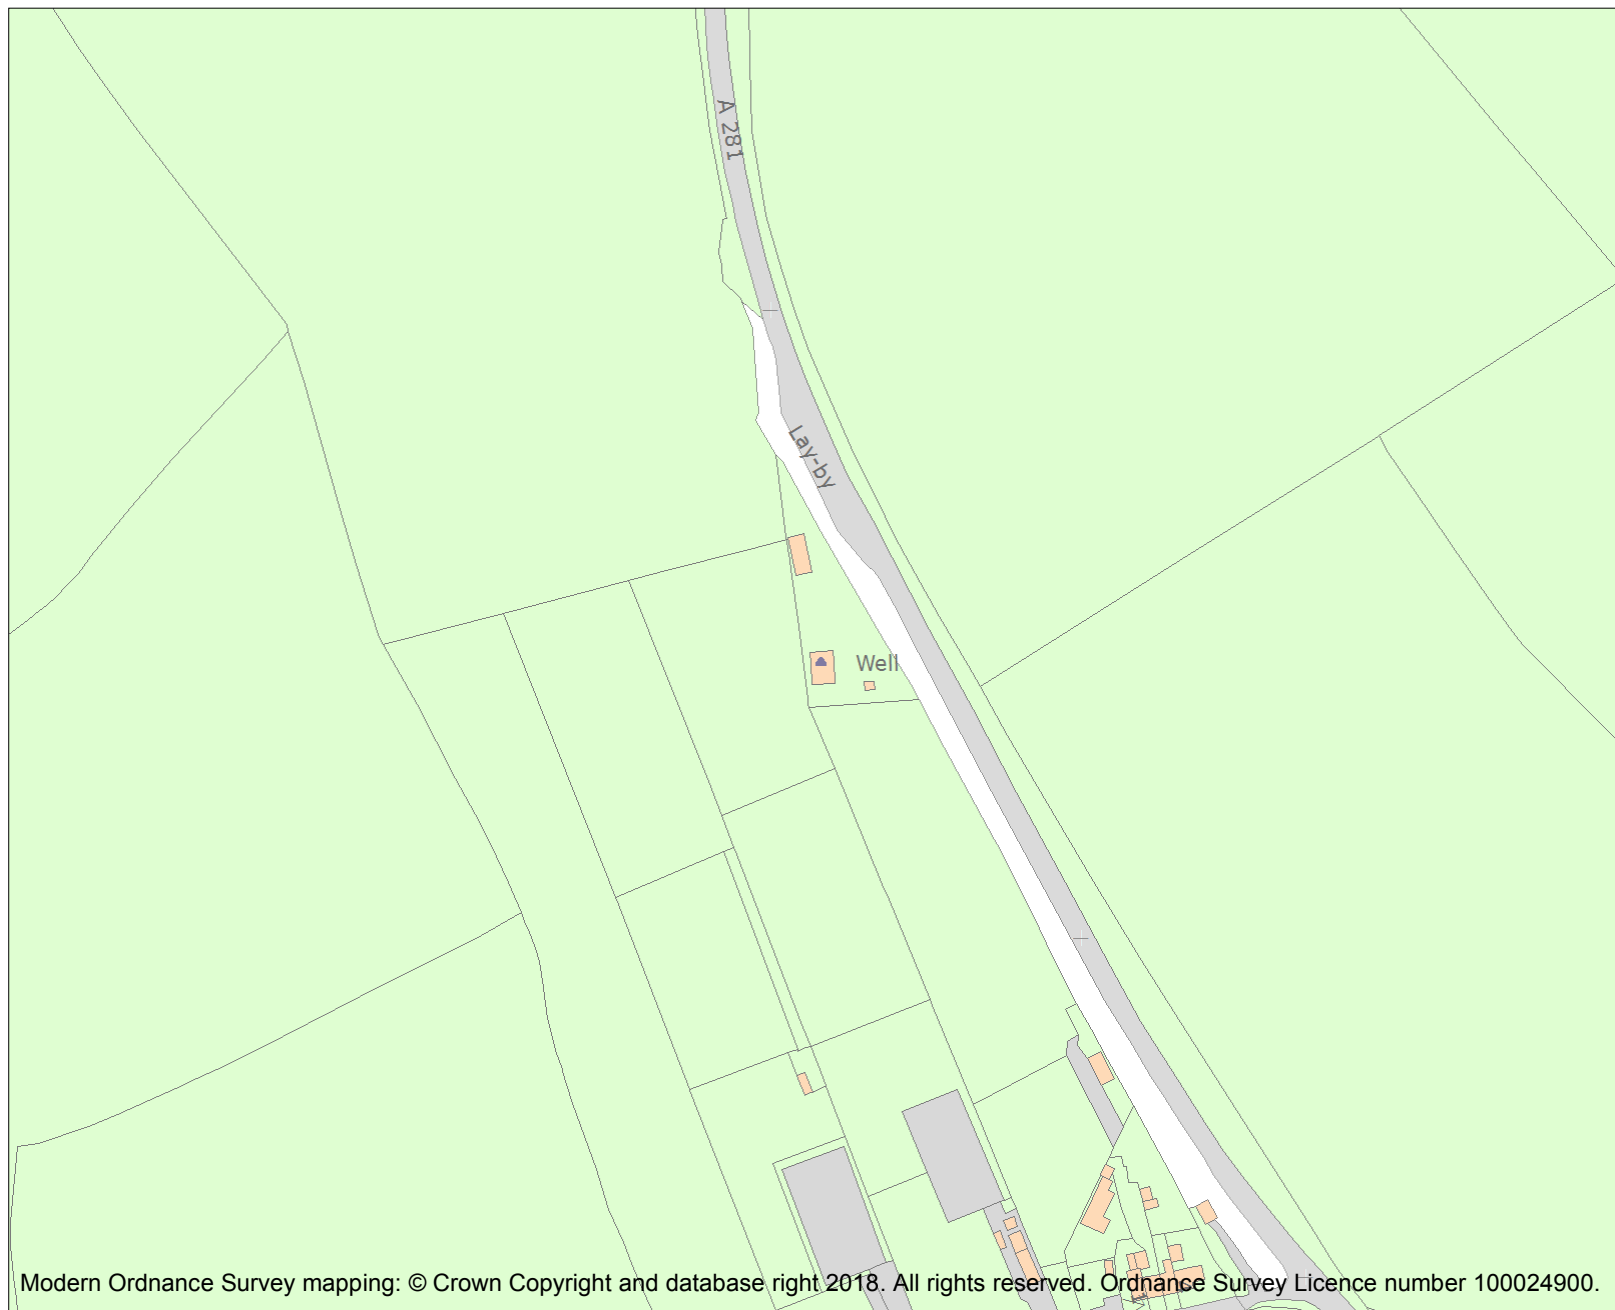 A 281
Lay-by
Well
Modern Ordnance Survey mapping: © Crown Copyright and database right 2018. All rights reserved. Ordnance Survey Licence number 100024900.